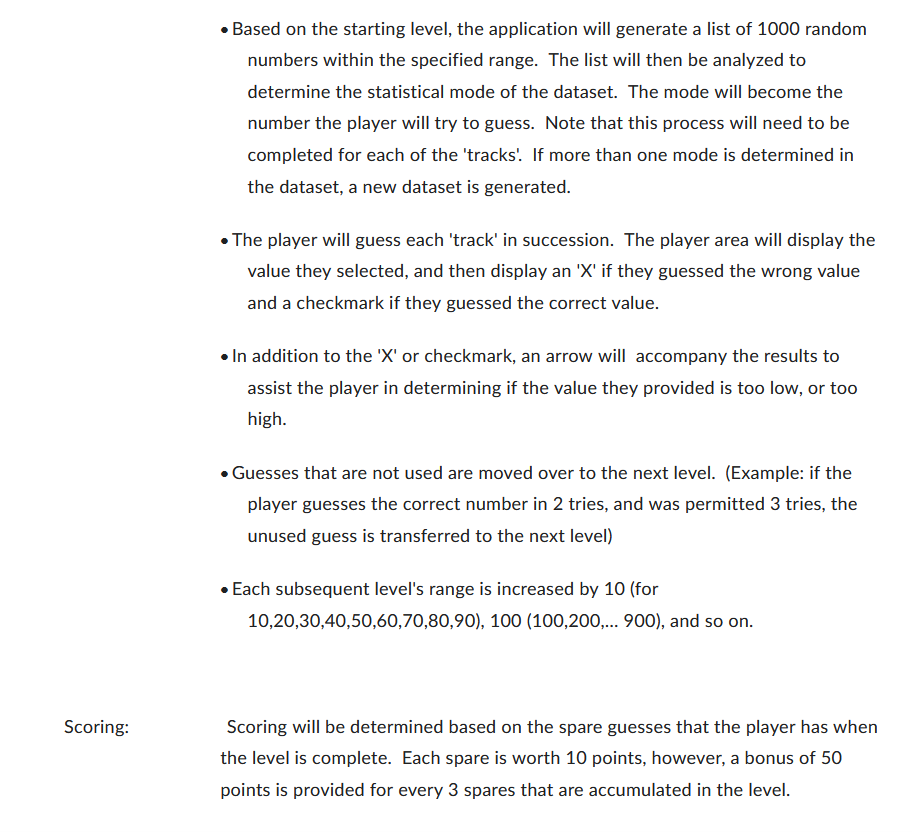 • Based on the starting level, the application will generate a list of 1000 random
numbers within the specified range.  The list will then be analyzed to
determine the statistical mode of the dataset.  The mode will become the
number the player will try to guess.  Note that this process will need to be
completed for each of the 'tracks'.  If more than one mode is determined in
the dataset, a new dataset is generated.
• The player will guess each 'track' in succession.  The player area will display the
value they selected, and then display an 'X' if they guessed the wrong value
and a checkmark if they guessed the correct value.
• In addition to the 'X' or checkmark, an arrow will  accompany the results to
assist the player in determining if the value they provided is too low, or too
high.
• Guesses that are not used are moved over to the next level.  (Example: if the
player guesses the correct number in 2 tries, and was permitted 3 tries, the
unused guess is transferred to the next level)
• Each subsequent level's range is increased by 10 (for
10,20,30,40,50,60,70,80,90), 100 (100,200,... 900), and so on.
Scoring: Scoring will be determined based on the spare guesses that the player has when
the level is complete.  Each spare is worth 10 points, however, a bonus of 50
points is provided for every 3 spares that are accumulated in the level.